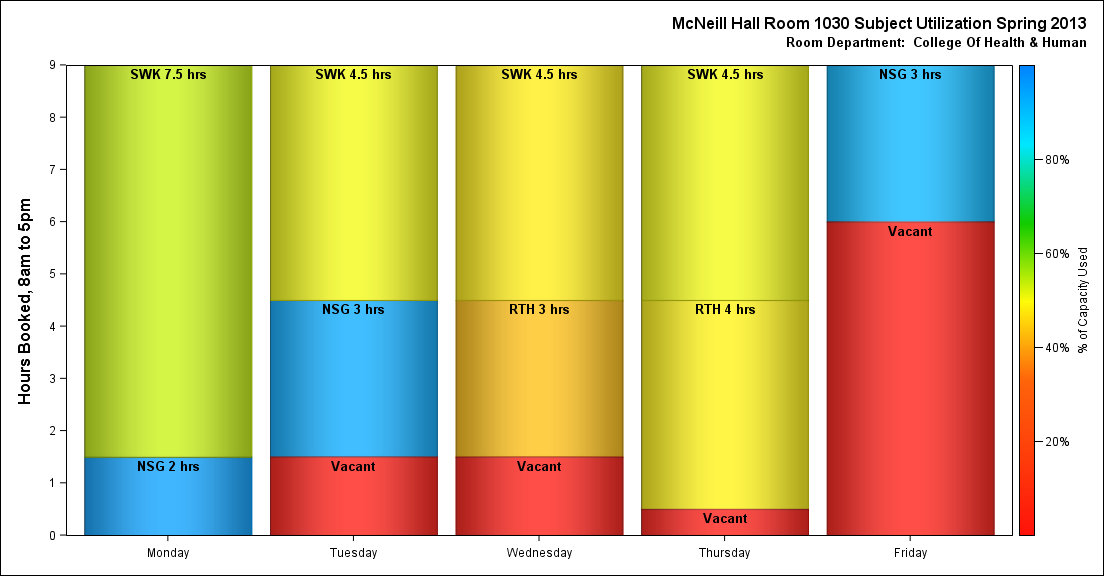 McNeill Hall Room 1030 Subject Utilization Spring 2013
Room Department: College Of Health & Human
Hours Booked, 8am to 5pm
9
8
7
6
5
4
3
2
1
0
SWK 7.5 hrs
NSG 2 hrs
SWK 4.5 hrs
NSG 3 hrs
Vacant
SWK 4.5 hrs
RTH 3 hrs
Vacant
SWK 4.5 hrs
RTH 4 hrs
Vacant
NSG 3 hrs
Vacant
Monday
Tuesday
Wednesday
Thursday
Friday
80%
60%
40%
20%
% of Capacity Used